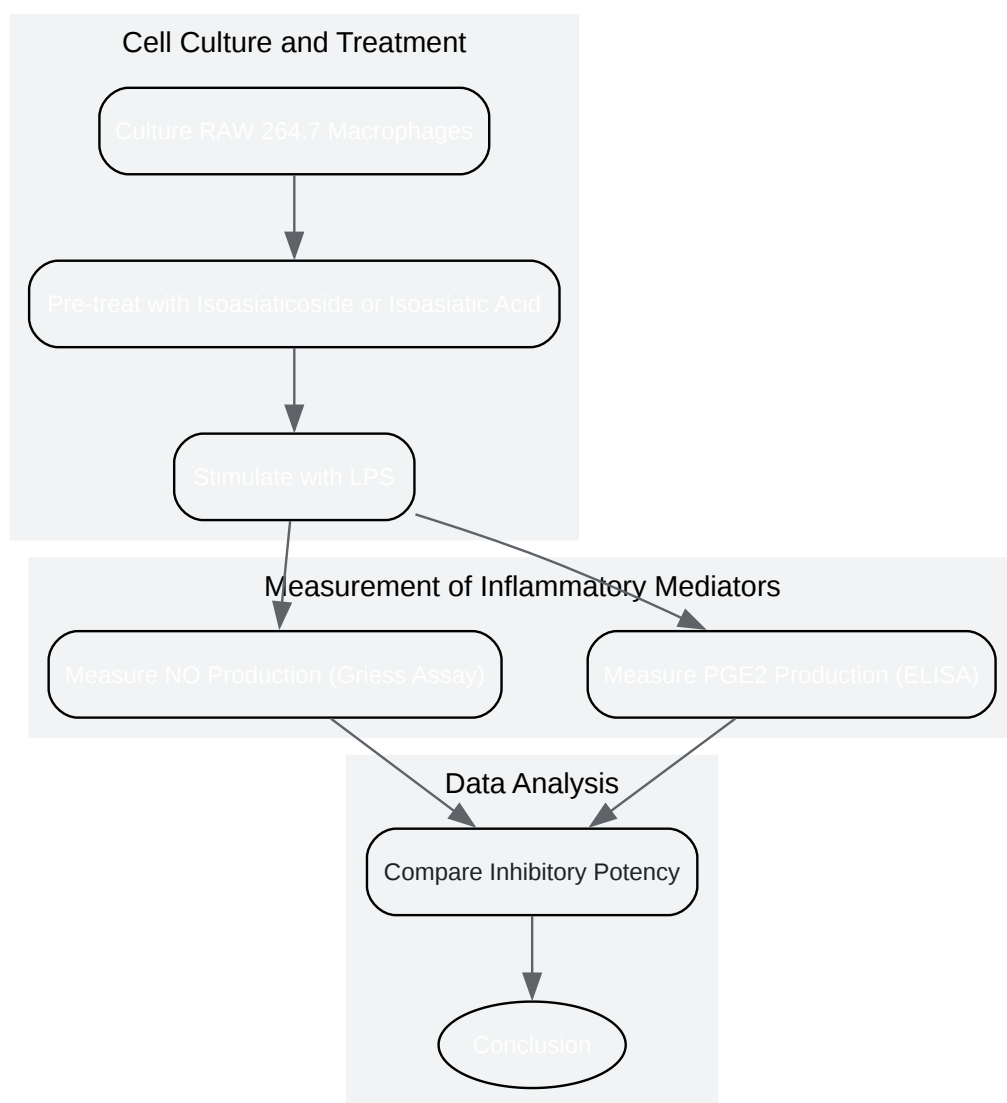 Cell Culture and Treatment
Culture RAW 264.7 Macrophages
Pre-treat with Isoasiaticoside or Isoasiatic Acid
Stimulate with LPS
Measurement of Inflammatory Mediators
Measure NO Production (Griess Assay)
Measure PGE2 Production (ELISA)
Data Analysis
Compare Inhibitory Potency
Conclusion